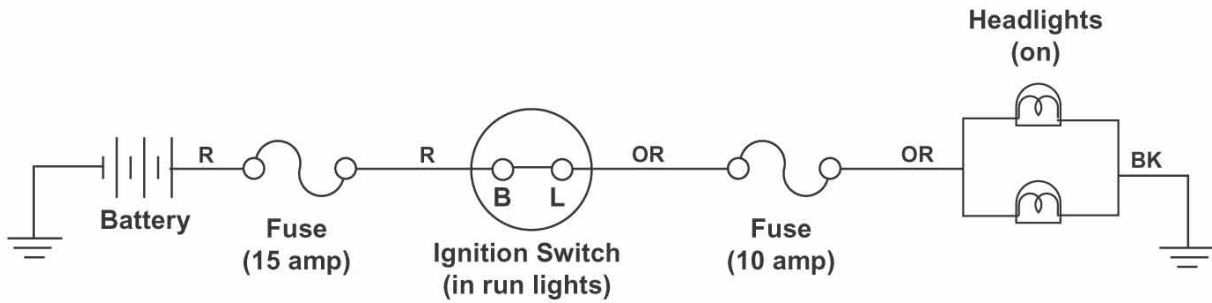 Headlights
(on)
R
R
OR
OR
BK
B
L
Battery
Fuse
(15 amp)
Ignition Switch
(in run lights)
Fuse
(10 amp)